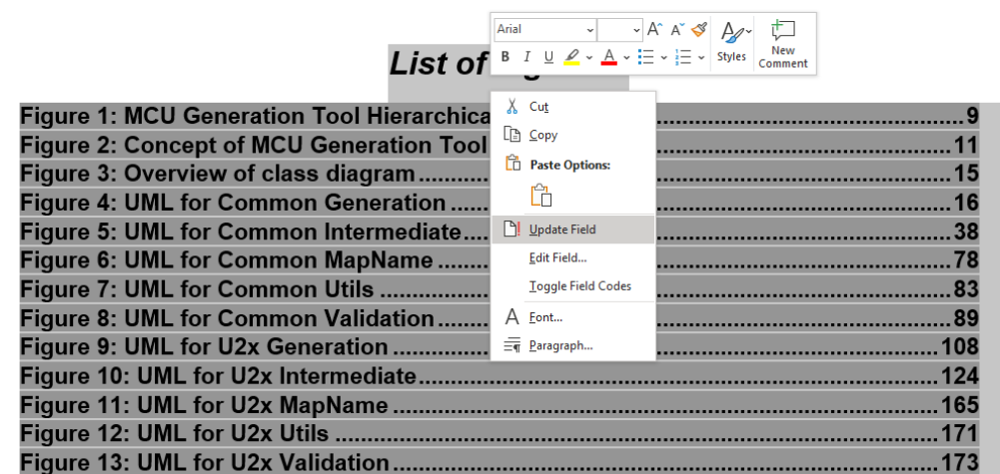 Arial
A A Styles New Comment
B I U A
List of
Figure 1: MCU Generation Tool Hierarchica ........ 9
Figure 2: Concept of MCU Generation Tool ........ 11
Figure 3: Overview of class diagram ........ 15
Figure 4: UML for Common Generation ........ 16
Figure 5: UML for Common Intermediate ........ 38
Figure 6: UML for Common MapName ........ 78
Figure 7: UML for Common Utils ........ 83
Figure 8: UML for Common Validation ........ 89
Figure 9: UML for U2x Generation ........ 108
Figure 10: UML for U2x Intermediate ........ 124
Figure 11: UML for U2x MapName ........ 165
Figure 12: UML for U2x Utils ........ 171
Figure 13: UML for U2x Validation ........ 173
Cut
Copy
Paste Options:
Update Field
Edit Field...
Toggle Field Codes
A Font...
Paragraph...